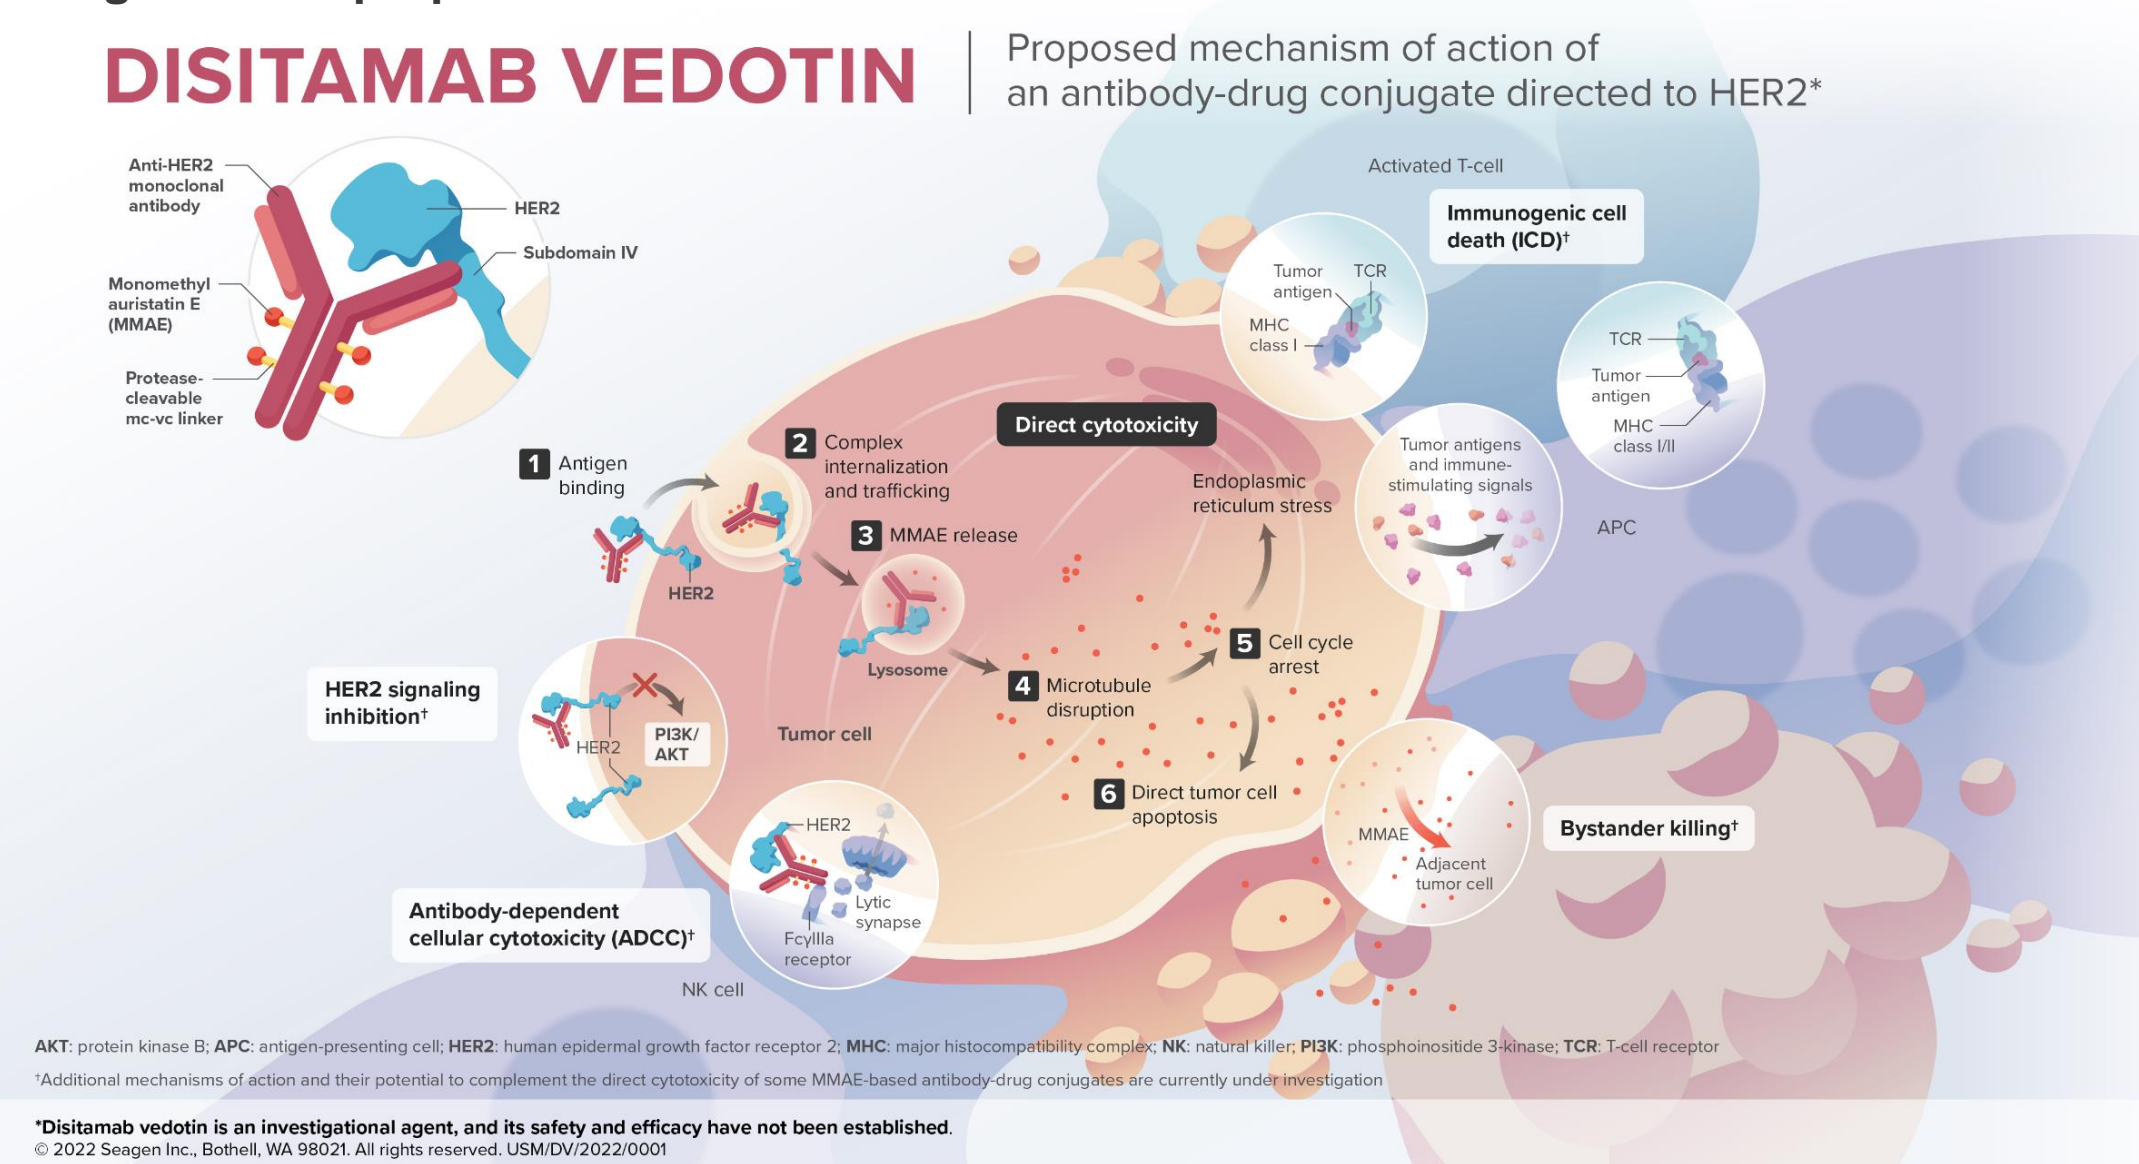 DISITAMAB VEDOTIN
Proposed mechanism of action of
an antibody-drug conjugate directed to HER2*
Anti-HER2
monoclonal
antibody
HER2
Subdomain IV
Monomethyl
auristatin E
(MMAE)
Protease-
cleavable
mc-vc linker
Activated T-cell
Immunogenic cell
death (ICD)†
Tumor
antigen
TCR
MHC
class I
TCR
Tumor
antigen
MHC
class I/II
Tumor antigens
and immune-
stimulating signals
APC
Direct cytotoxicity
1 Antigen
binding
HER2
2 Complex
internalization
and trafficking
3 MMAE release
Lysosome
4 Microtubule
disruption
5 Cell cycle
arrest
Endoplasmic
reticulum stress
6 Direct tumor cell
apoptosis
Tumor cell
HER2 signaling
inhibition†
HER2
PI3K/
AKT
Antibody-dependent
cellular cytotoxicity (ADCC)†
HER2
Lytic
synapse
FcγIIIa
receptor
NK cell
MMAE
Adjacent
tumor cell
Bystander killing†
AKT: protein kinase B; APC: antigen-presenting cell; HER2: human epidermal growth factor receptor 2; MHC: major histocompatibility complex; NK: natural killer; PI3K: phosphoinositide 3-kinase; TCR: T-cell receptor
†Additional mechanisms of action and their potential to complement the direct cytotoxicity of some MMAE-based antibody-drug conjugates are currently under investigation
*Disitamab vedotin is an investigational agent, and its safety and efficacy have not been established.
© 2022 Seagen Inc., Bothell, WA 98021. All rights reserved. USM/DV/2022/0001